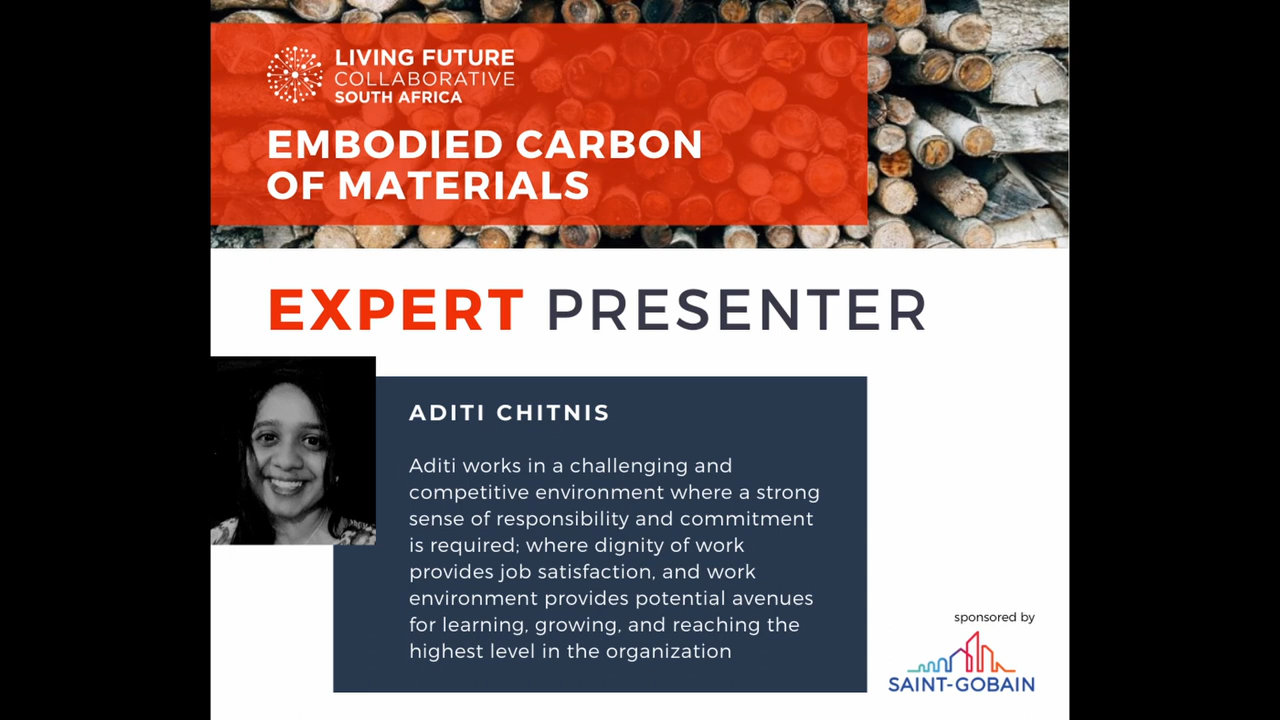 LIVING FUTURE
COLLABORATIVE
SOUTH AFRICA
EMBODIED CARBON
OF MATERIALS
EXPERT PRESENTER
ADITI CHITNIS
Aditi works in a challenging and
competitive environment where a strong
sense of responsibility and commitment
is required; where dignity of work
provides job satisfaction, and work
environment provides potential avenues
for learning, growing, and reaching the
highest level in the organization
sponsored by
SAINT-GOBAIN